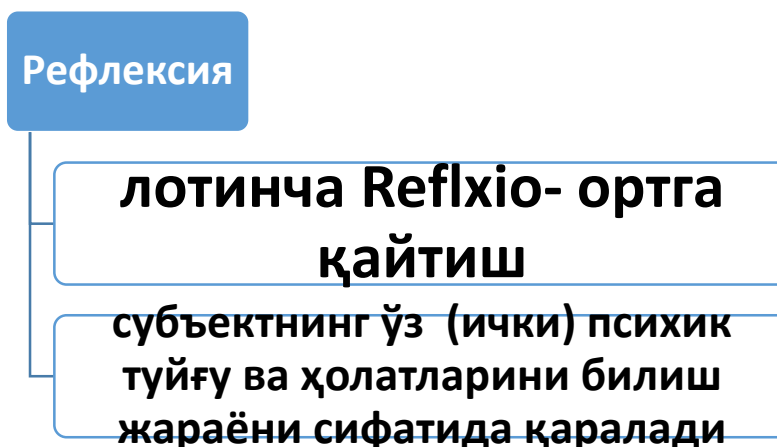 Рефлексия
лотинча Reflxio- ортга
қайтиш
субъектнинг ўз (ички) психик
туйғу ва ҳолатларини билиш
жараёни сифатида қаралади